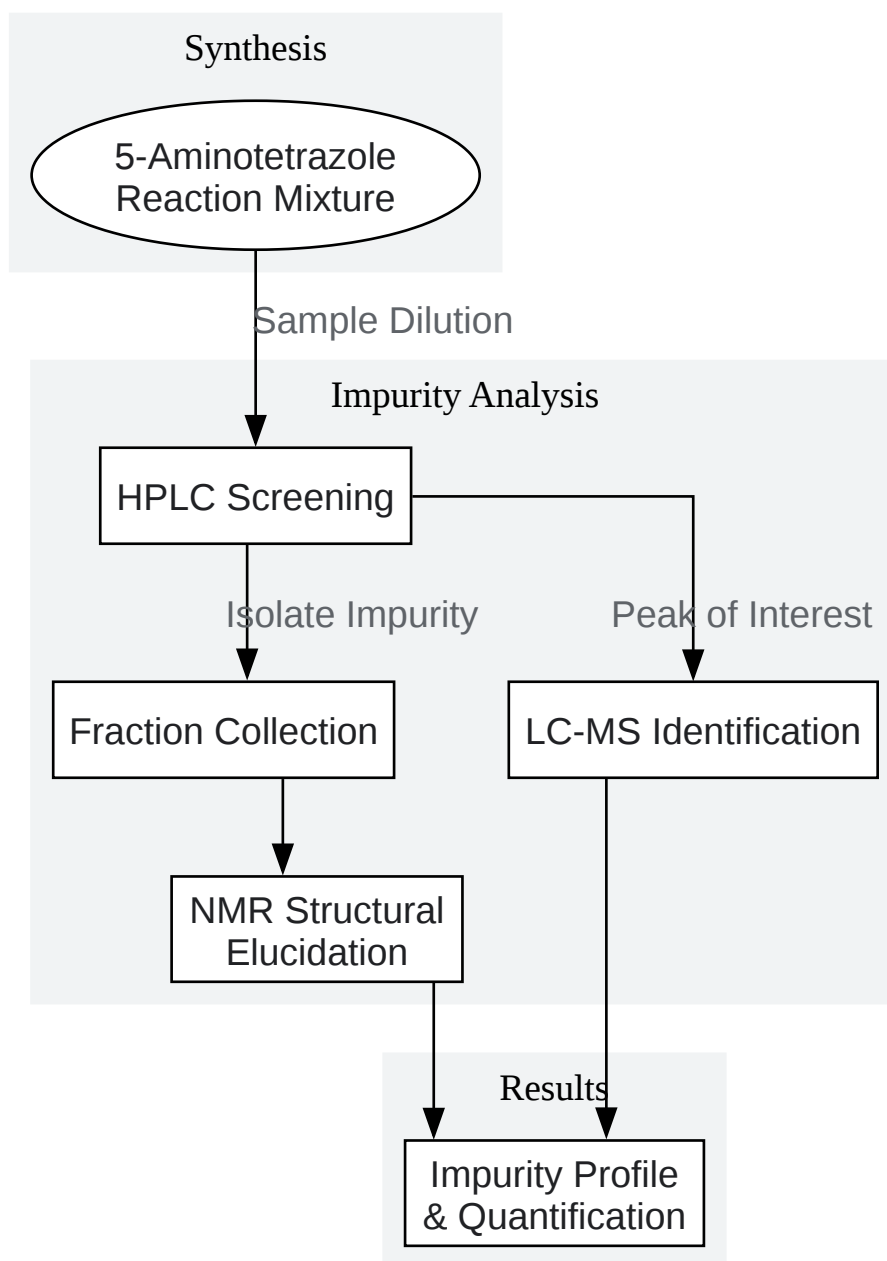 Synthesis
5-Aminotetrazole
Reaction Mixture
Sample Dilution
Impurity Analysis
HPLC Screening
Isolate Impurity
Peak of Interest
Fraction Collection
LC-MS Identification
NMR Structural
Elucidation
Results
Impurity Profile
& Quantification